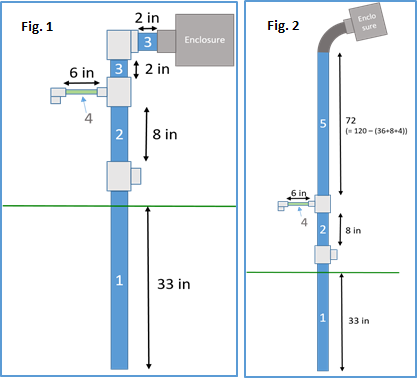 Fig. 1
2 in
3
Enclosure
3
2 in
6 in
4
2
8 in
1
33 in
Fig. 2
Enclo
sure
5
72
(= 120 – (36+8+4))
6 in
4
2
8 in
1
33 in